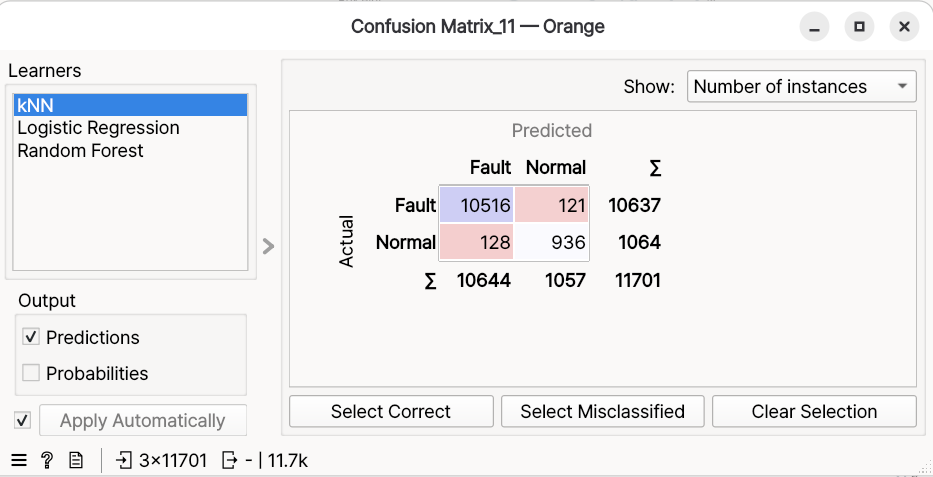 Confusion Matrix_11 — Orange
Learners
kNN
Logistic Regression
Random Forest
Output
Predictions
Probabilities
Apply Automatically
Show: Number of instances
Predicted
Fault Normal Σ
Actual
Fault 10516 121 10637
Normal 128 936 1064
Σ 10644 1057 11701
Select Correct Select Misclassified Clear Selection
? 3×11701 - | 11.7k